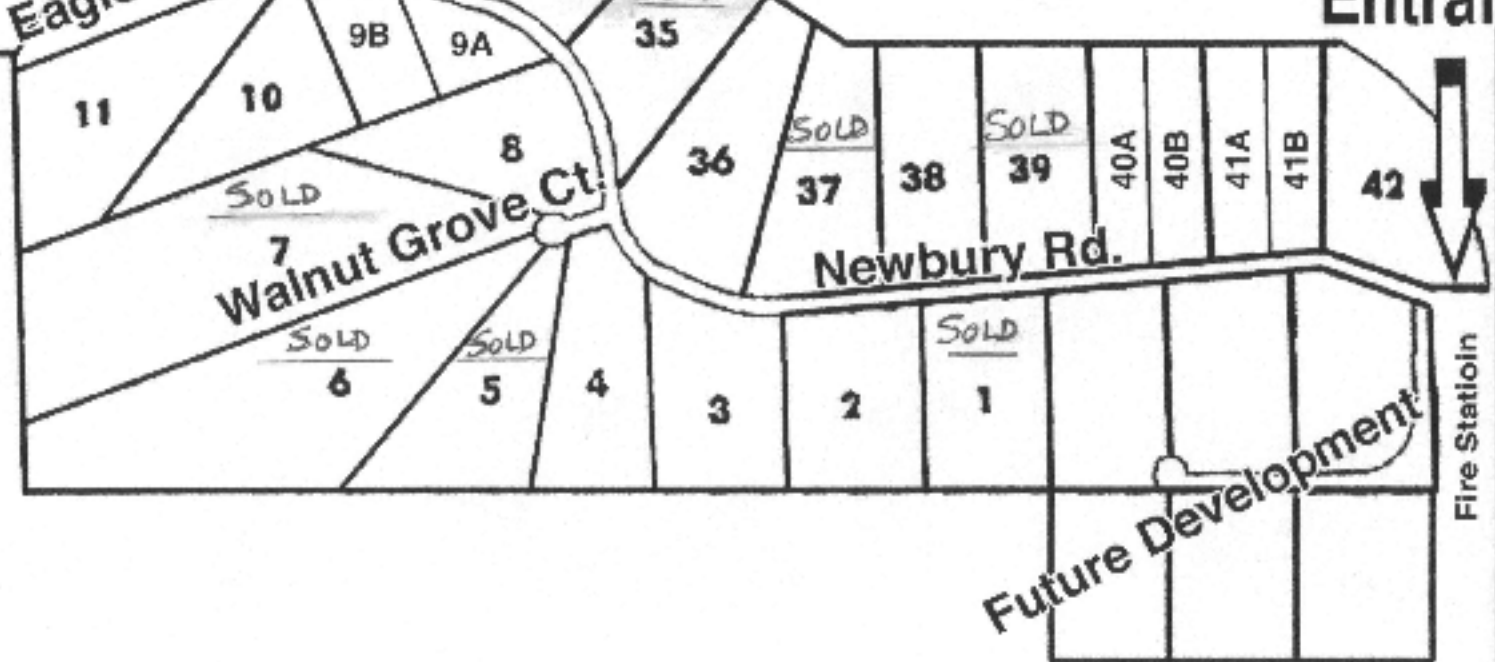 Eagle
Entran
9B
9A
35
11
10
8
36
SOLD
37
38
SOLD
39
40A
40B
41A
41B
42
SOLD
7
Walnut Grove Ct.
Newbury Rd.
SOLD
6
SOLD
5
4
3
2
SOLD
1
Fire Statioin
Future Development